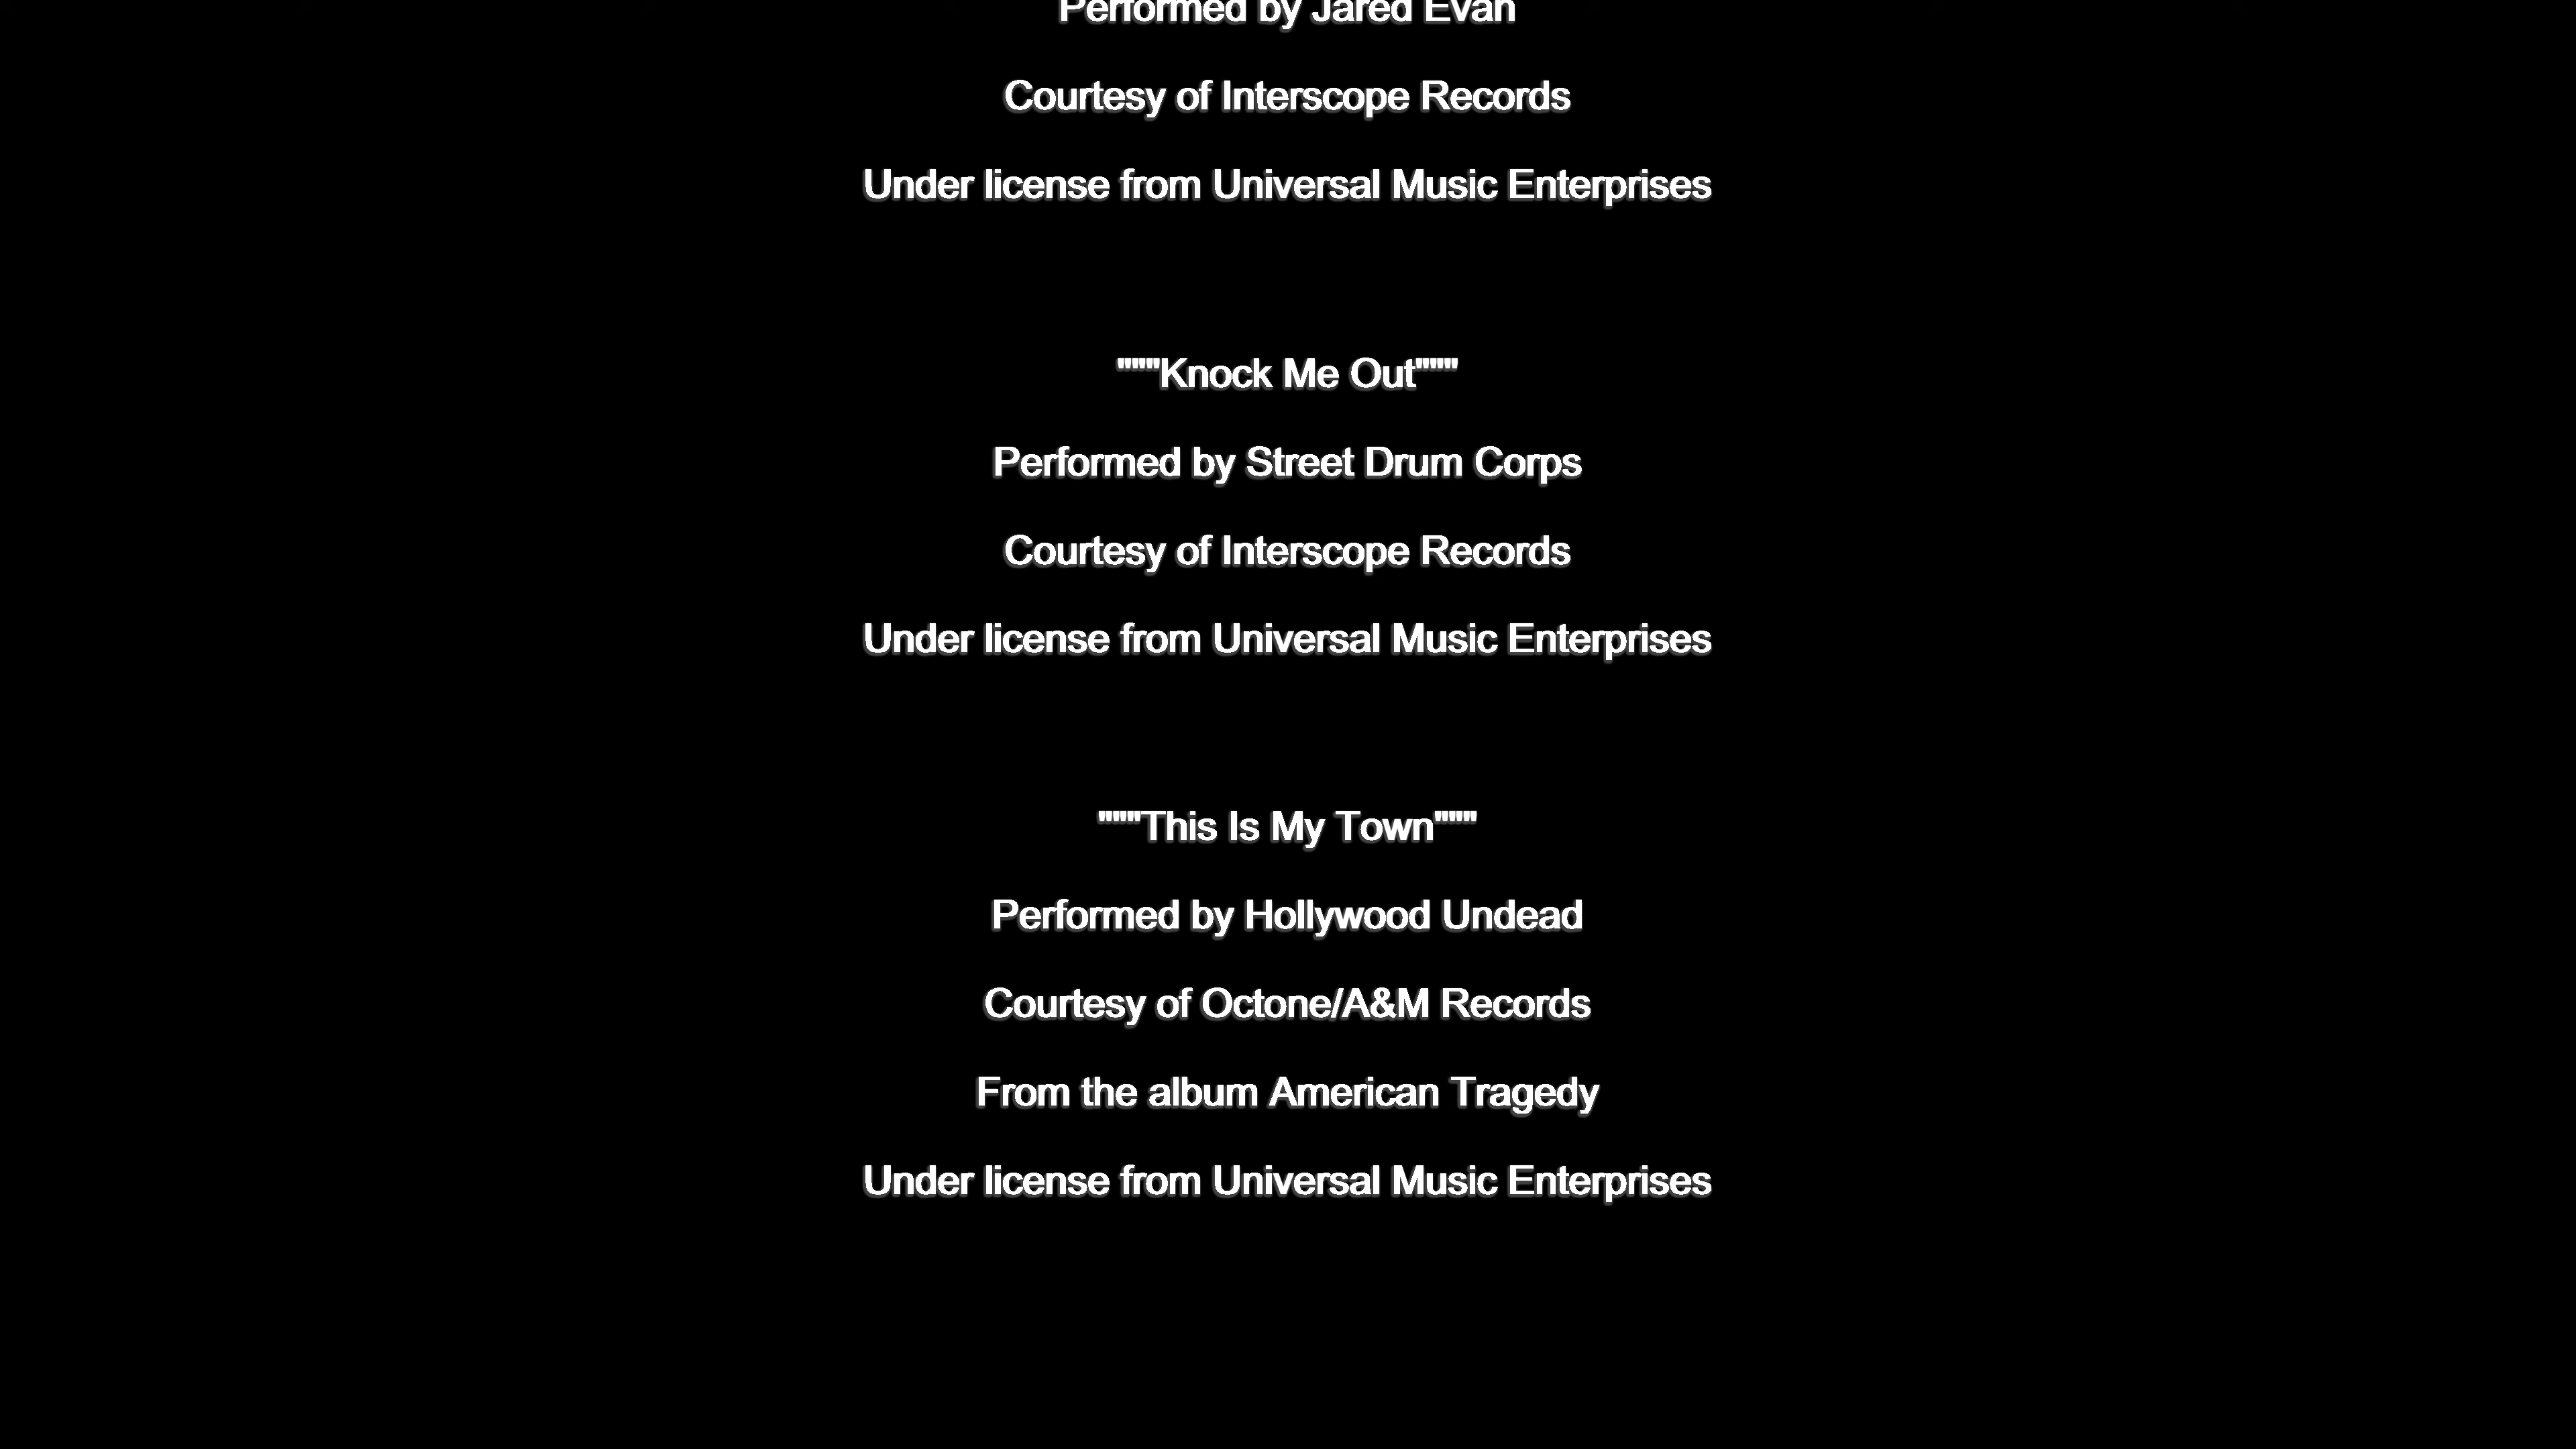 Performed by Jared Evan
Courtesy of Interscope Records
Under license from Universal Music Enterprises
""""Knock Me Out""""
Performed by Street Drum Corps
Courtesy of Interscope Records
Under license from Universal Music Enterprises
""""This Is My Town""""
Performed by Hollywood Undead
Courtesy of Octone/A&M Records
From the album American Tragedy
Under license from Universal Music Enterprises